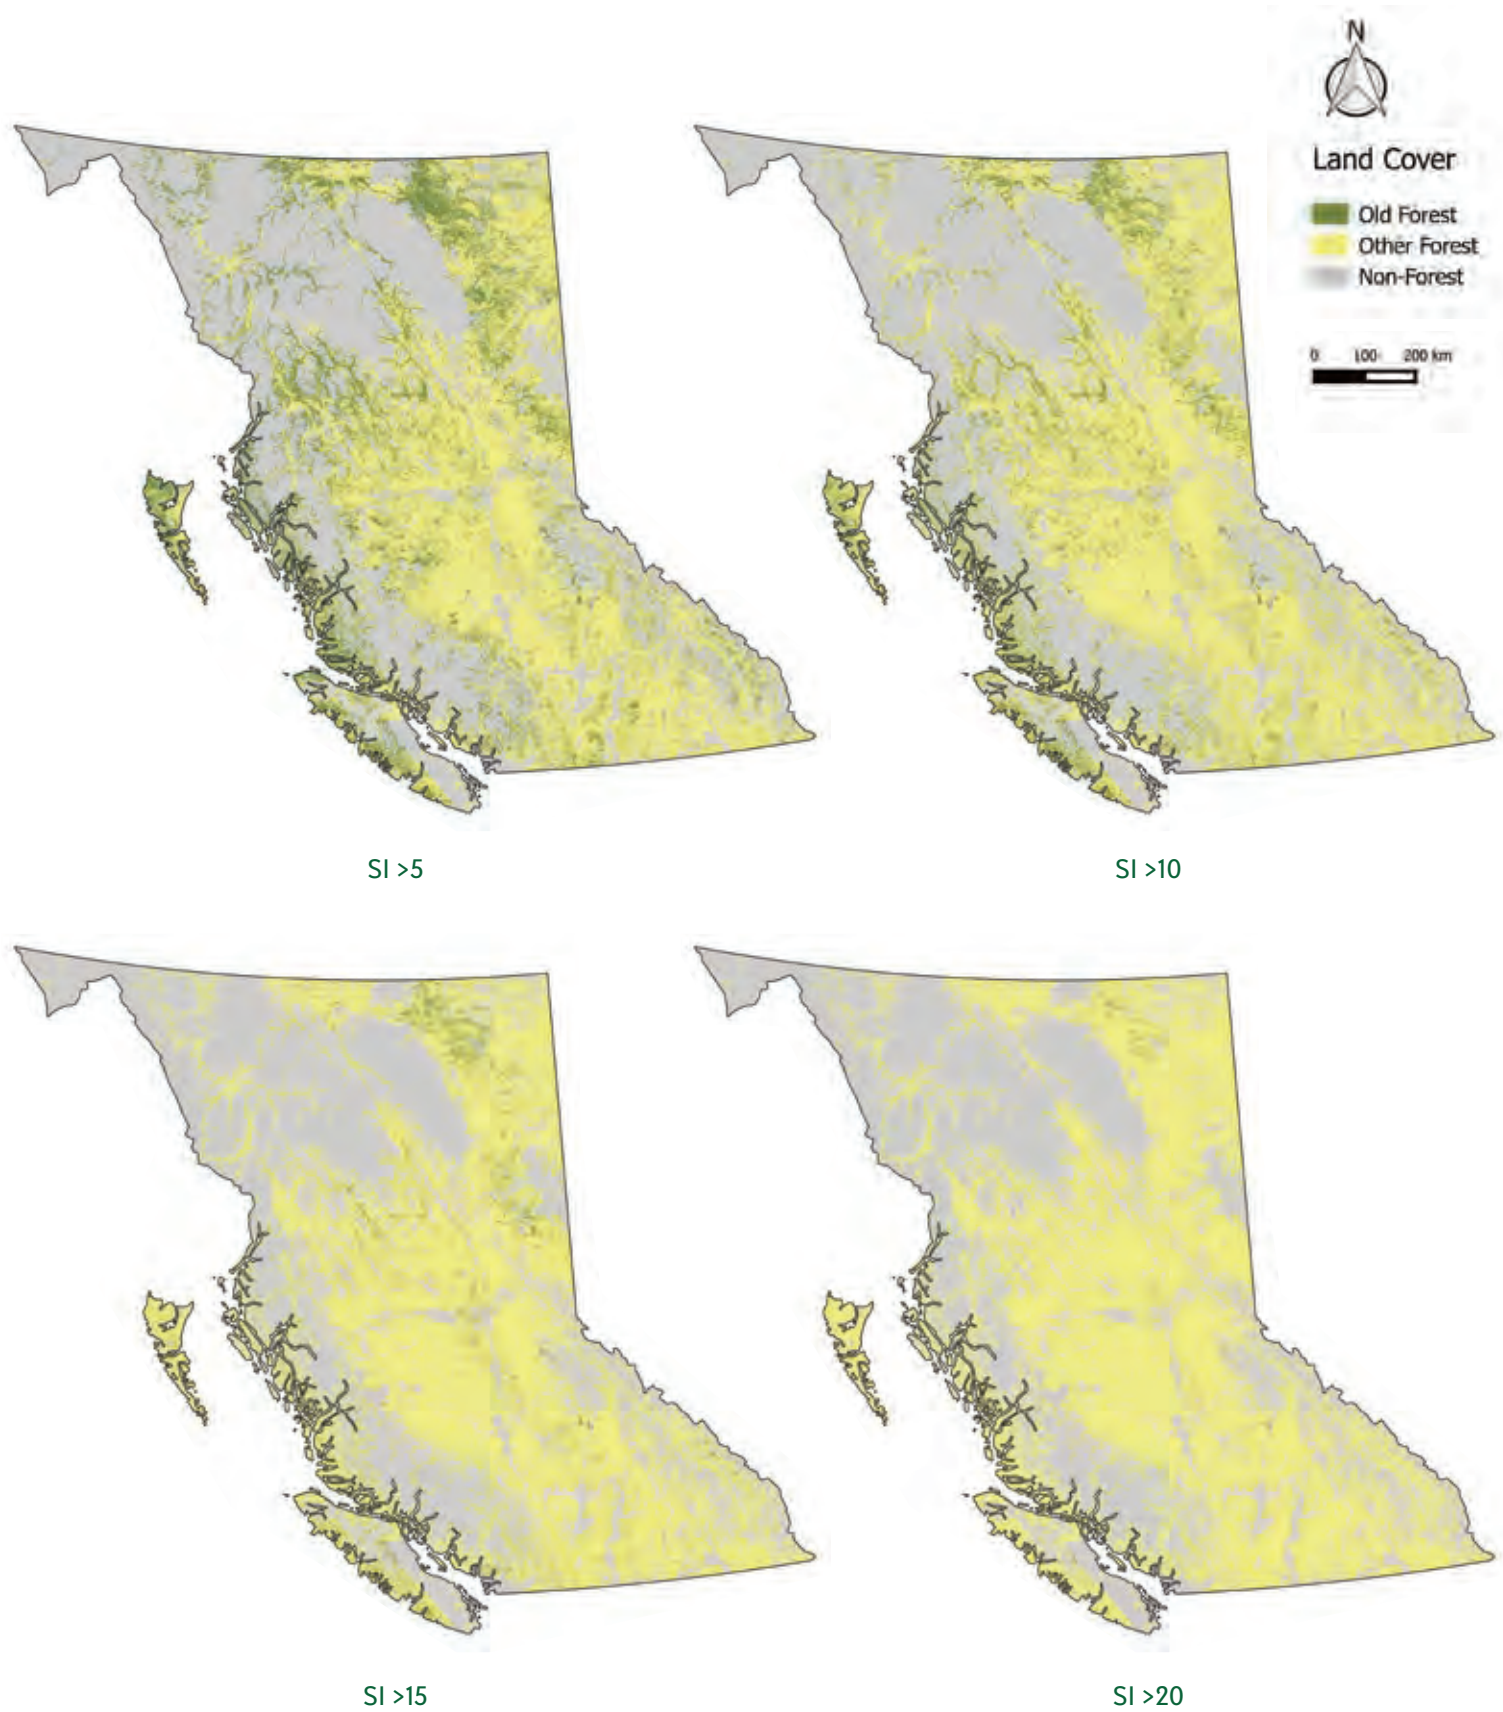 N
Land Cover
Old Forest
Other Forest
Non-Forest
0 100 200 km
SI >5
SI >10
SI >15
SI >20